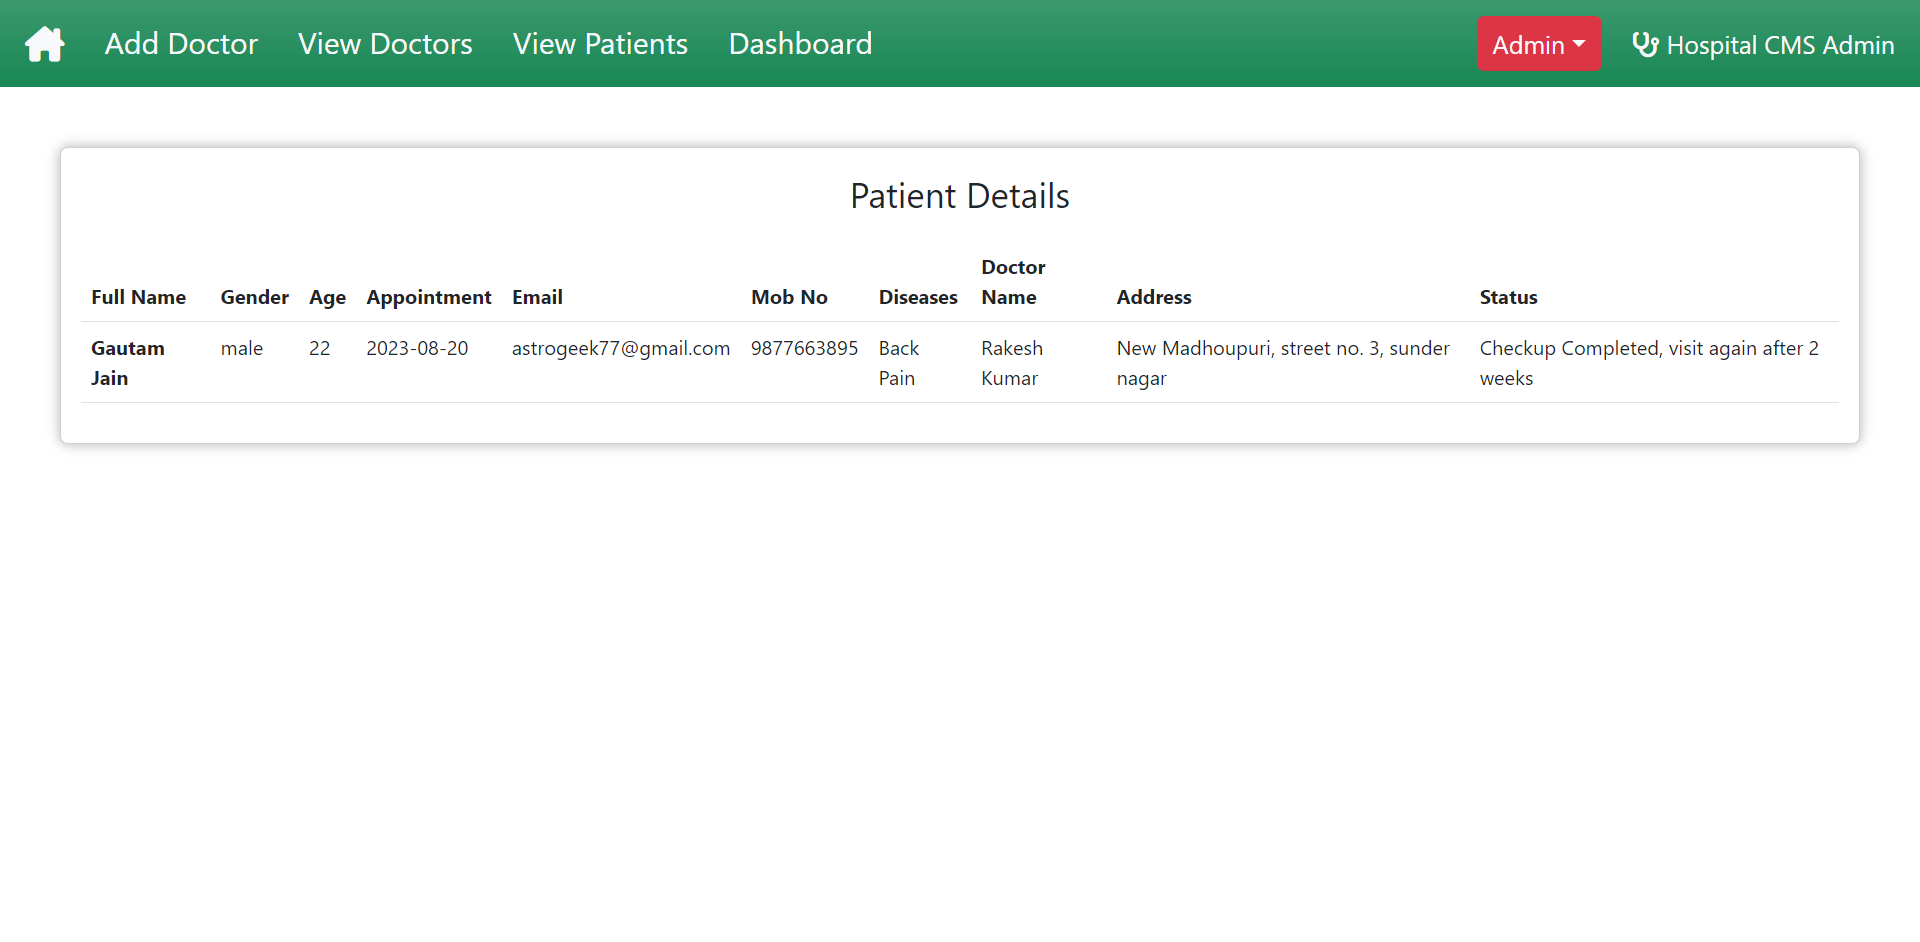 Add Doctor View Doctors View Patients Dashboard Admin Hospital CMS Admin
Patient Details
Full Name Gender Age Appointment Email Mob No Diseases Doctor Name Address Status
Gautam Jain male 22 2023-08-20 astrogeek77@gmail.com 9877663895 Back Pain Rakesh Kumar New Madhoupuri, street no. 3, sunder nagar Checkup Completed, visit again after 2 weeks